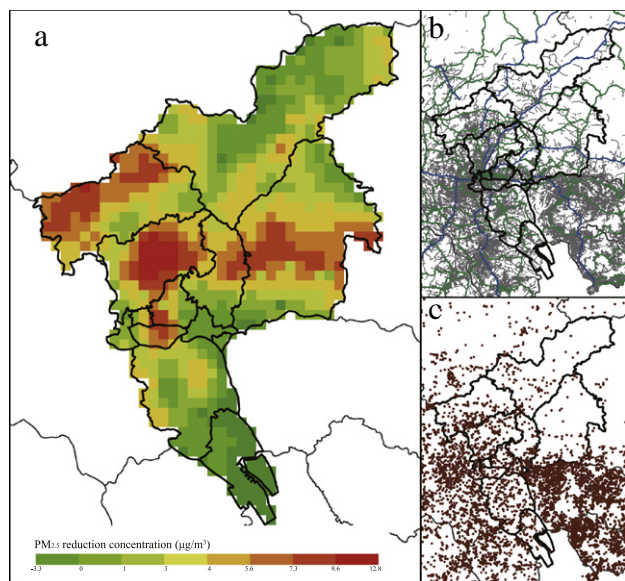 a
b
c
PM2.5 reduction concentration (μg/m³)
-3.3 0 1 3 4 5.6 7.3 9.6 12.8